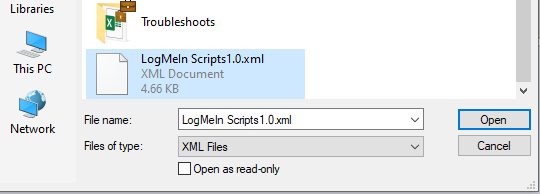 Libraries
This PC
Network
Troubleshoots
LogMeIn Scripts1.0.xml
XML Document
4.66 KB
File name:
LogMeIn Scripts1.0.xml
Open
Files of type:
XML Files
Cancel
Open as read-only